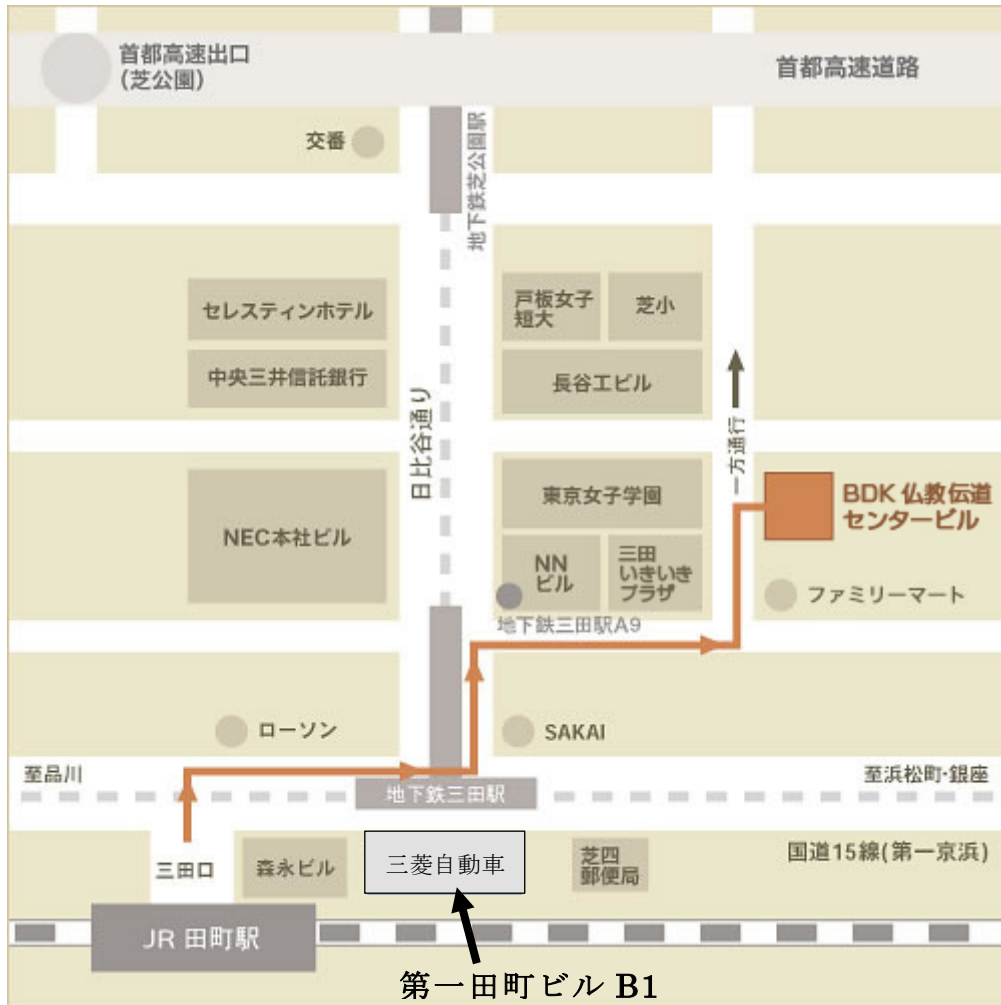 首都高速出口
(芝公園)
首都高速道路
交番
地下鉄芝公園駅
セレスティンホテル
戸板女子
短大
芝小
中央三井信託銀行
長谷工ビル
日比谷通り
一方通行
NEC本社ビル
東京女子学園
BDK 仏教伝道
センタービル
NN
ビル
三田
いきいき
プラザ
ファミリーマート
地下鉄三田駅A9
ローソン
SAKAI
至品川
至浜松町・銀座
地下鉄三田駅
三田口
森永ビル
三菱自動車
芝四
郵便局
国道15線(第一京浜)
JR 田町駅
第一田町ビル B1